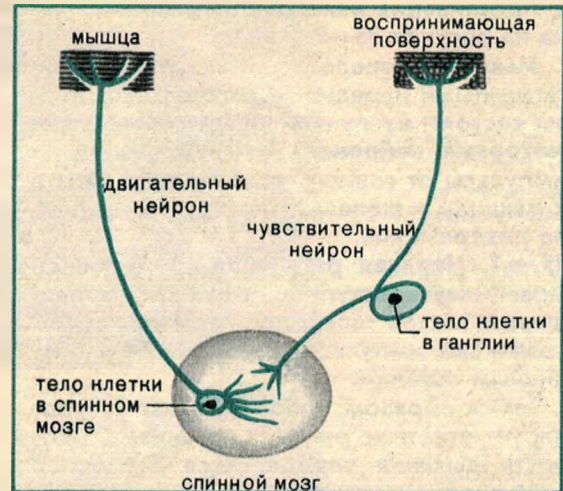 мышца
воспринимающая
поверхность
двигательный
нейрон
чувствительный
нейрон
тело клетки
в ганглии
тело клетки
в спинном
мозге
спинной мозг